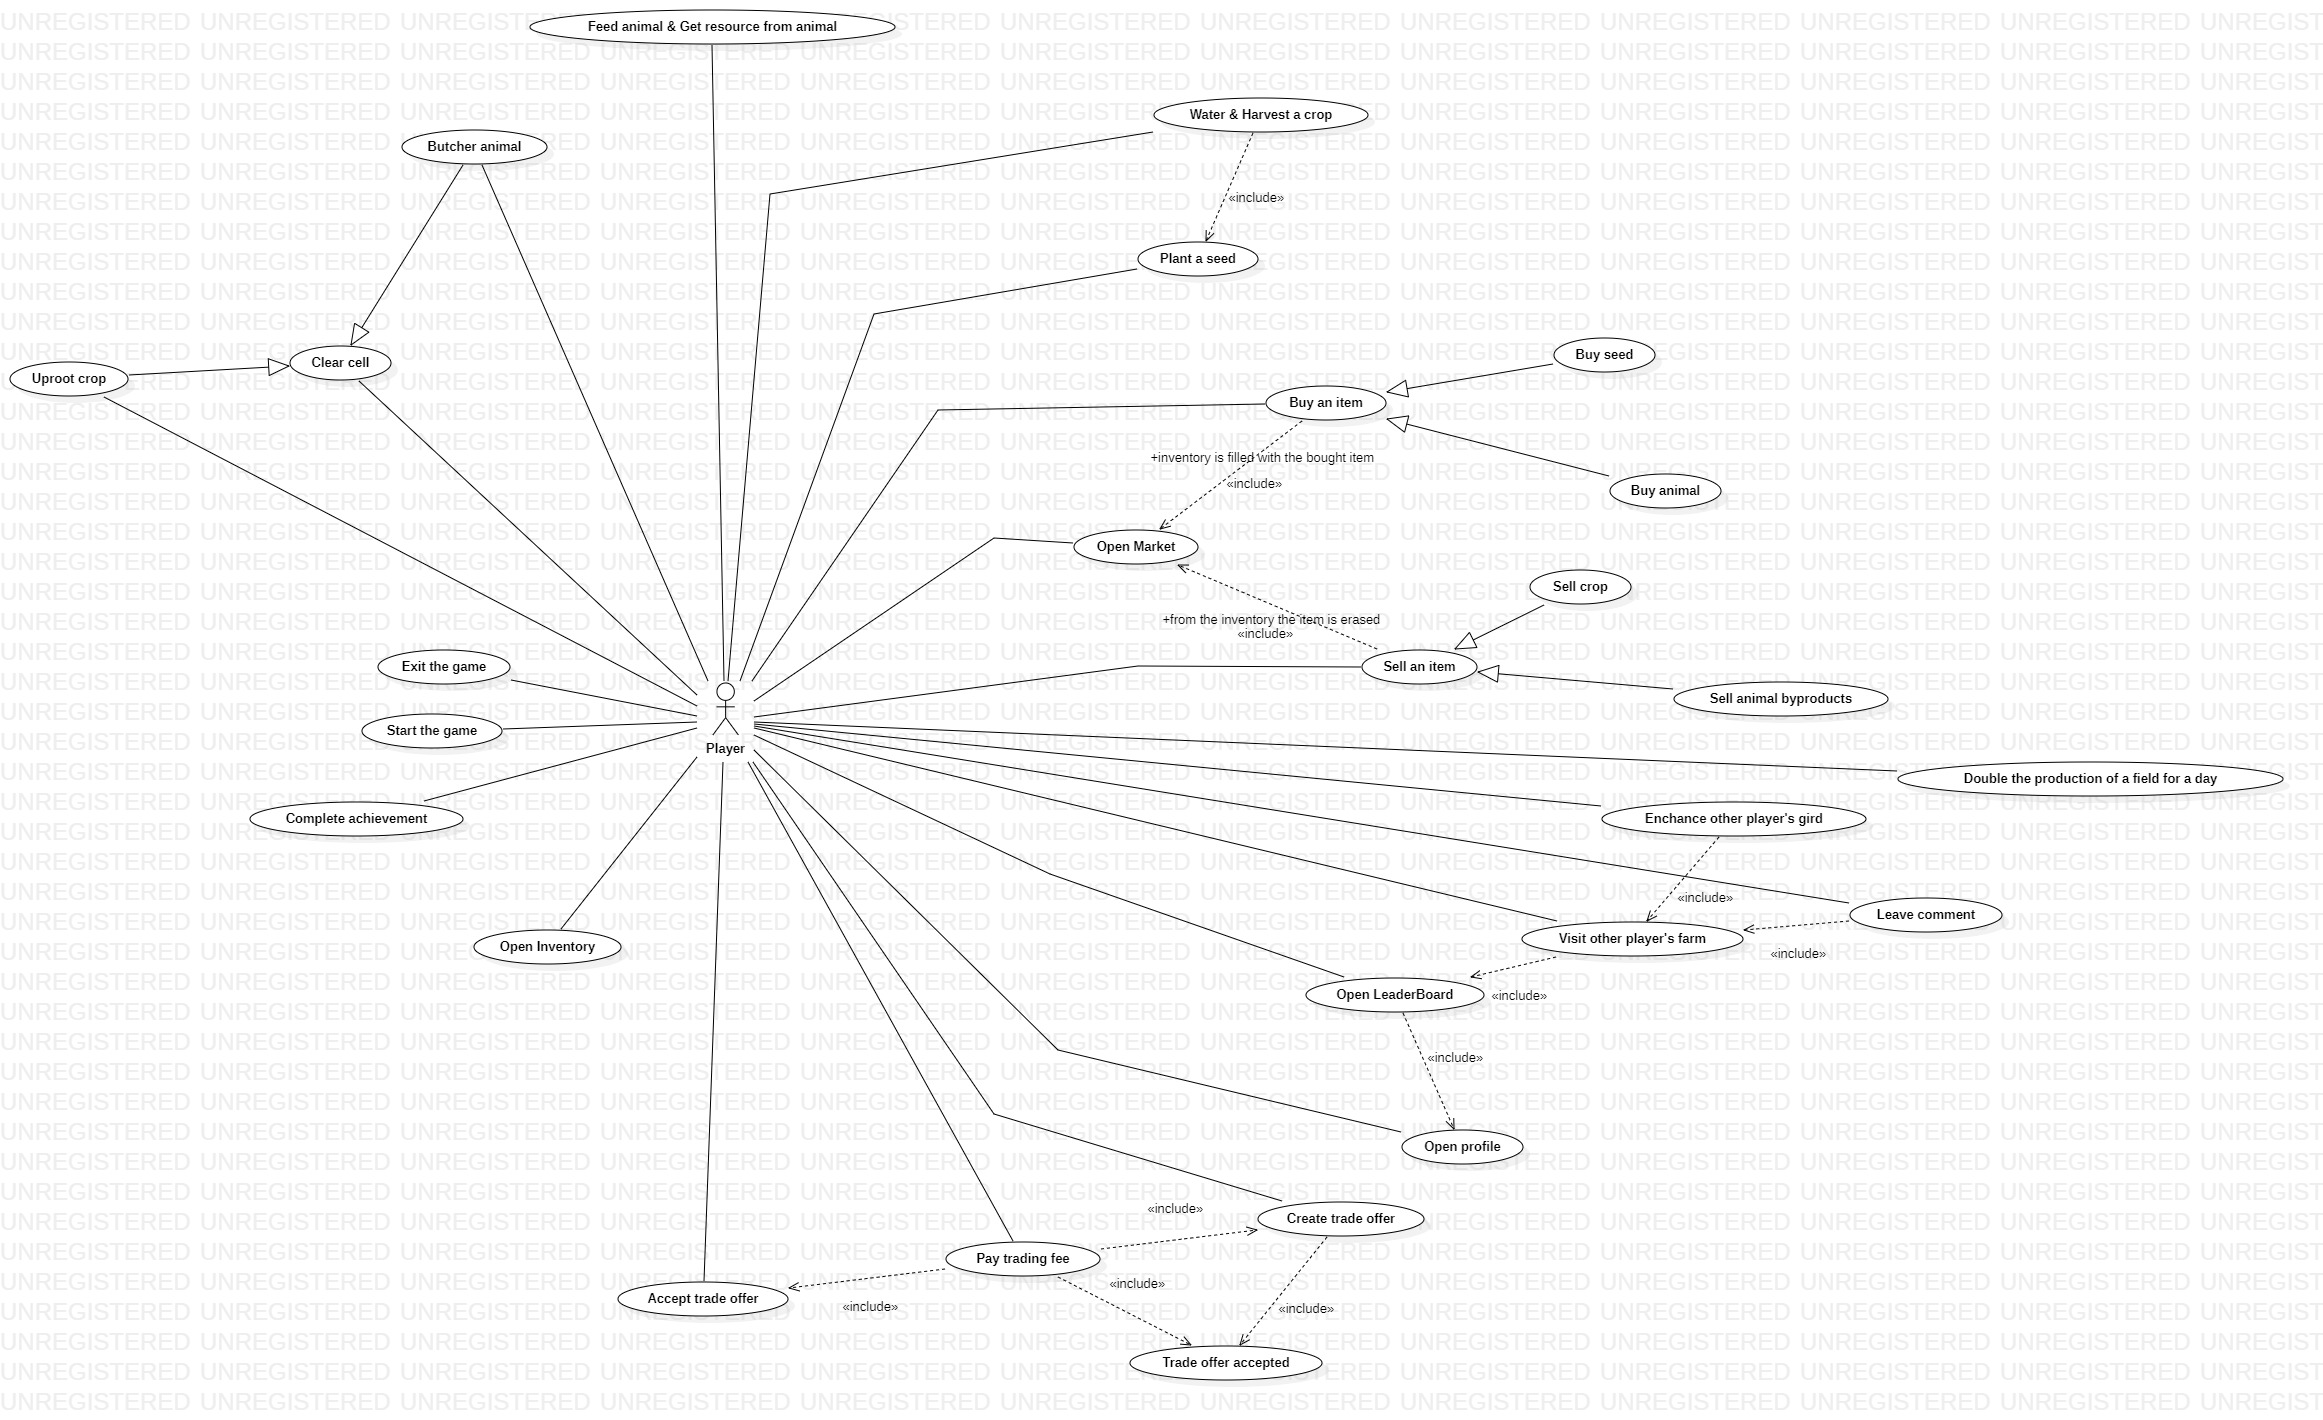 Feed animal & Get resource from animal
Water & Harvest a crop
Butcher animal
«include»
Plant a seed
Buy seed
Clear cell
Uproot crop
Buy an item
+inventory is filled with the bought item
«include»
Buy animal
Open Market
Sell crop
+from the inventory the item is erased
«include»
Exit the game
Sell an item
Sell animal byproducts
Start the game
Player
Double the production of a field for a day
Complete achievement
Enchance other player's gird
«include»
Leave comment
Visit other player's farm
Open Inventory
«include»
Open LeaderBoard
«include»
«include»
Open profile
«include»
Create trade offer
Pay trading fee
«include»
Accept trade offer
«include»
«include»
Trade offer accepted
UNREGISTERED